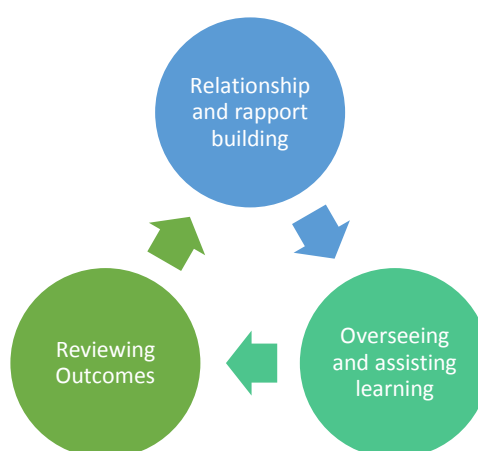 Relationship
and rapport
building
Overseeing
and assisting
learning
Reviewing
Outcomes